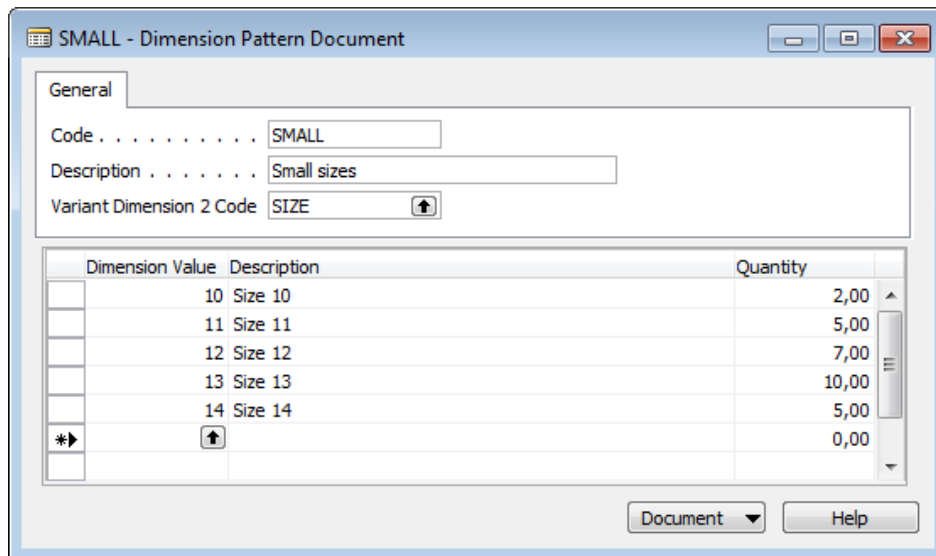 SMALL - Dimension Pattern Document
General
Code . . . . . . . . . . SMALL
Description . . . . . . . Small sizes
Variant Dimension 2 Code SIZE
Dimension Value Description Quantity
10 Size 10 2,00
11 Size 11 5,00
12 Size 12 7,00
13 Size 13 10,00
14 Size 14 5,00
0,00
Document Help